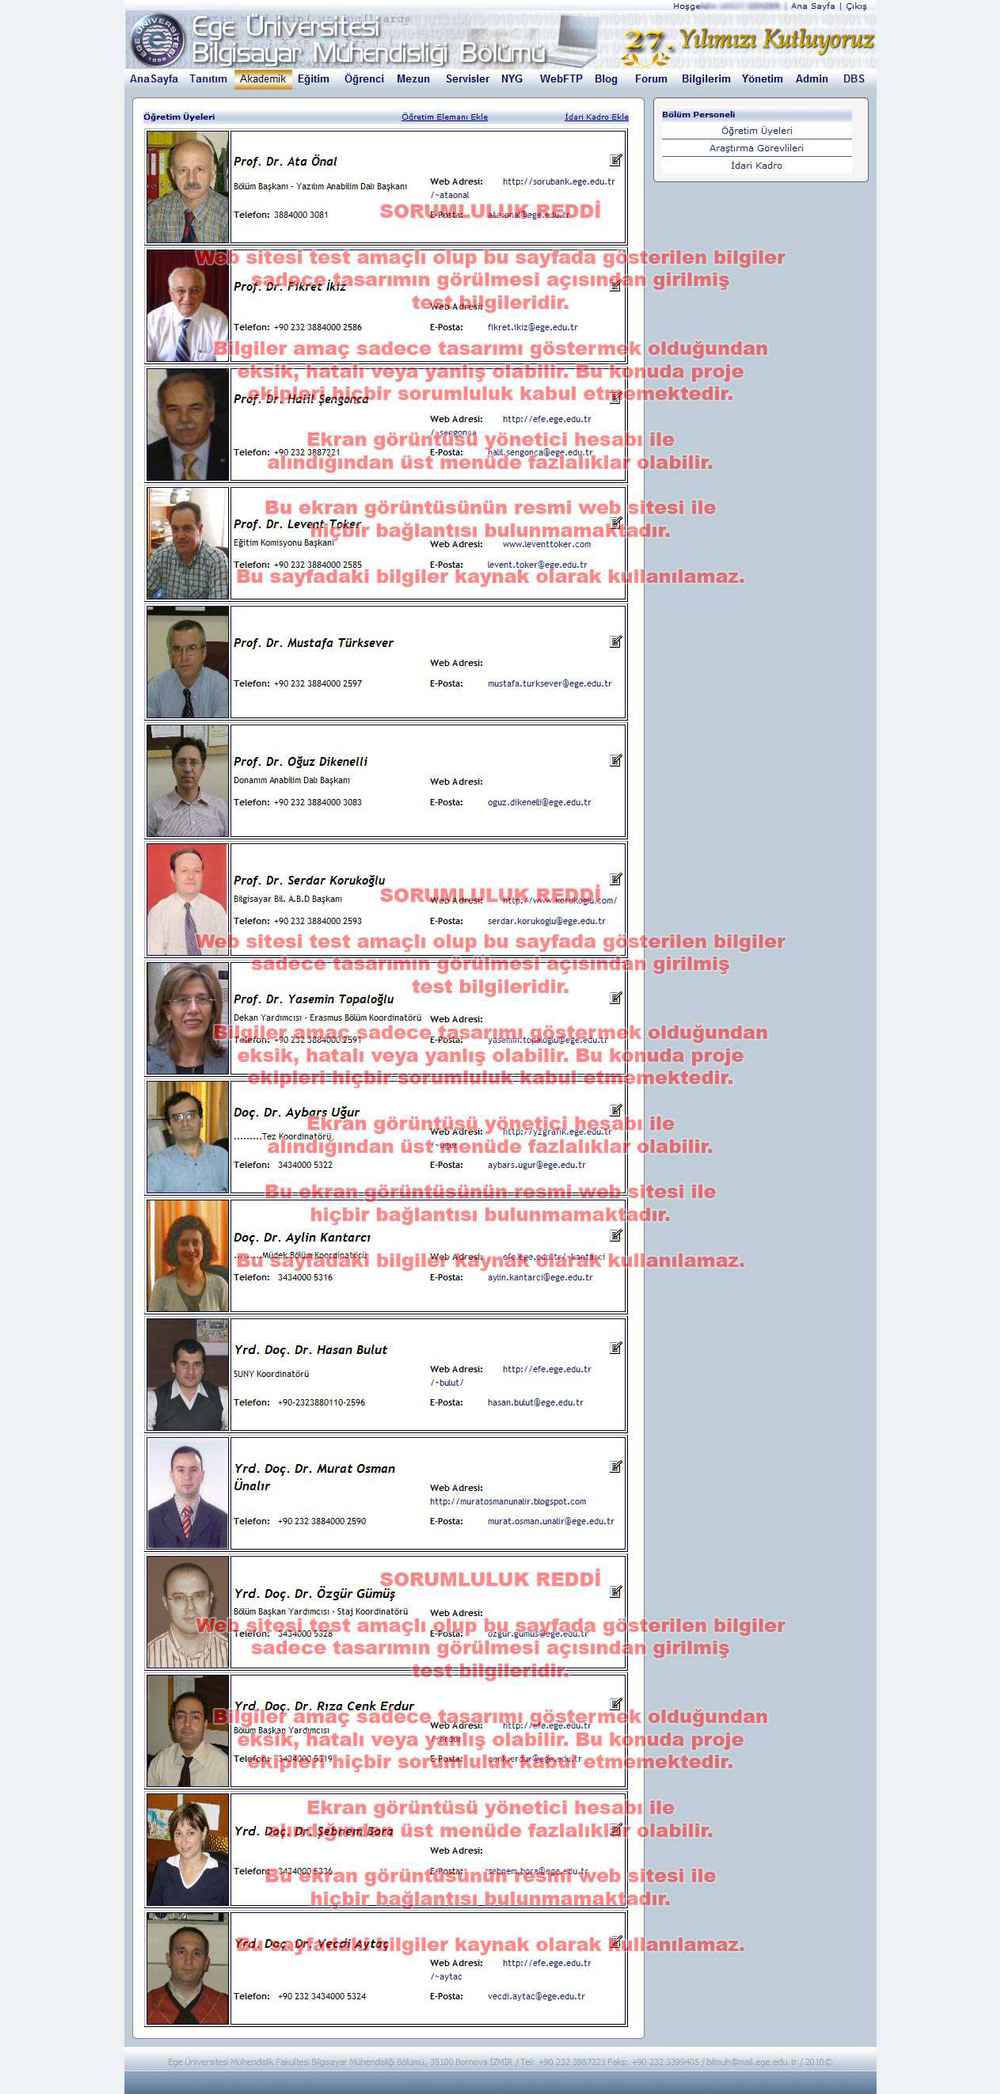 Ana Sayfa | Çıkış
Ege Üniversitesi
Bilgisayar Mühendisliği Bölümü
27. Yılımızı Kutluyoruz
AnaSayfa Tanıtım Akademik Eğitim Öğrenci Mezun Servisler NYG WebFTP Blog Forum Bilgilerim Yönetim Admin DBS
Öğretim Üyeleri Öğretim Elemanı Ekle İdari Kadro Ekle
Bölüm Personeli
Öğretim Üyeleri
Araştırma Görevlileri
İdari Kadro
Prof. Dr. Ata Önal
Bölüm Başkanı - Yazılım Anabilim Dalı Başkanı
Web Adresi: http://sorubank.ege.edu.tr
/~ataonal
Telefon: 3884000 3081 E-Posta:
SORUMLULUK REDDİ
Web sitesi test amaçlı olup bu sayfada gösterilen bilgiler
sadece tasarımın görülmesi açısından girilmiş
test bilgileridir.
Prof. Dr. Fikret İkiz
Web Adresi:
Telefon: +90 232 3884000 2586 E-Posta: fikret.ikiz@ege.edu.tr
Bilgiler amaç sadece tasarımı göstermek olduğundan
eksik, hatalı veya yanlış olabilir. Bu konuda proje
ekipleri hiçbir sorumluluk kabul etmemektedir.
Prof. Dr. Halil Şengonca
Web Adresi: http://efe.ege.edu.tr
/~sengonca
Telefon: +90 232 3887221 E-Posta: halil.sengonca@ege.edu.tr
Ekran görüntüsü yönetici hesabı ile
alındığından üst menüde fazlalıklar olabilir.
Bu ekran görüntüsünün resmi web sitesi ile
hiçbir bağlantısı bulunmamaktadır.
Prof. Dr. Levent Toker
Eğitim Komisyonu Başkanı
Web Adresi: www.leventtoker.com
Telefon: +90 232 3884000 2585 E-Posta: levent.toker@ege.edu.tr
Bu sayfadaki bilgiler kaynak olarak kullanılamaz.
Prof. Dr. Mustafa Türksever
Web Adresi:
Telefon: +90 232 3884000 2597 E-Posta: mustafa.turksever@ege.edu.tr
Prof. Dr. Oğuz Dikenelli
Donanım Anabilim Dalı Başkanı
Web Adresi:
Telefon: +90 232 3884000 3083 E-Posta: oguz.dikenelli@ege.edu.tr
Prof. Dr. Serdar Korukoğlu
Bilgisayar Bil. A.B.D Başkanı
Web Adresi: http://www.korukoglu.com/
Telefon: +90 232 3884000 2593 E-Posta: serdar.korukoglu@ege.edu.tr
SORUMLULUK REDDİ
Web sitesi test amaçlı olup bu sayfada gösterilen bilgiler
sadece tasarımın görülmesi açısından girilmiş
test bilgileridir.
Prof. Dr. Yasemin Topaloğlu
Dekan Yardımcısı - Erasmus Bölüm Koordinatörü
Web Adresi:
Telefon: +90 232 3884000 2591 E-Posta: yasemin.topaloglu@ege.edu.tr
Bilgiler amaç sadece tasarımı göstermek olduğundan
eksik, hatalı veya yanlış olabilir. Bu konuda proje
ekipleri hiçbir sorumluluk kabul etmemektedir.
Doç. Dr. Aybars Uğur
.........Tez Koordinatörü
Web Adresi: http://yzgrafik.ege.edu.tr
/~ugur
Telefon: 3434000 5322 E-Posta: aybars.ugur@ege.edu.tr
Ekran görüntüsü yönetici hesabı ile
alındığından üst menüde fazlalıklar olabilir.
Bu ekran görüntüsünün resmi web sitesi ile
hiçbir bağlantısı bulunmamaktadır.
Doç. Dr. Aylin Kantarcı
.........Müdek Bölüm Koordinatörü
Web Adresi: efe.ege.edu.tr/~kantarci
Telefon: 3434000 5316 E-Posta: aylin.kantarci@ege.edu.tr
Bu sayfadaki bilgiler kaynak olarak kullanılamaz.
Yrd. Doç. Dr. Hasan Bulut
SUNY Koordinatörü
Web Adresi: http://efe.ege.edu.tr
/~bulut/
Telefon: +90-2323880110-2596 E-Posta: hasan.bulut@ege.edu.tr
Yrd. Doç. Dr. Murat Osman
Ünalır
Web Adresi:
http://muratosmanunalir.blogspot.com
Telefon: +90 232 3884000 2590 E-Posta: murat.osman.unalir@ege.edu.tr
SORUMLULUK REDDİ
Yrd. Doç. Dr. Özgür Gümüş
Bölüm Başkan Yardımcısı - Staj Koordinatörü
Web Adresi:
Telefon: 3434000 5328 E-Posta: ozgur.gumus@ege.edu.tr
Web sitesi test amaçlı olup bu sayfada gösterilen bilgiler
sadece tasarımın görülmesi açısından girilmiş
test bilgileridir.
Yrd. Doç. Dr. Rıza Cenk Erdur
Bölüm Başkan Yardımcısı
Web Adresi: http://efe.ege.edu.tr
/~erdur
Telefon: 3434000 5319 E-Posta: cenk.erdur@ege.edu.tr
Bilgiler amaç sadece tasarımı göstermek olduğundan
eksik, hatalı veya yanlış olabilir. Bu konuda proje
ekipleri hiçbir sorumluluk kabul etmemektedir.
Yrd. Doç. Dr. Şebnem Bora
Web Adresi:
Telefon: 3434000 5336 E-Posta: sebnem.bora@ege.edu.tr
Ekran görüntüsü yönetici hesabı ile
alındığından üst menüde fazlalıklar olabilir.
Bu ekran görüntüsünün resmi web sitesi ile
hiçbir bağlantısı bulunmamaktadır.
Yrd. Doç. Dr. Vecdi Aytaç
Bu sayfadaki bilgiler kaynak olarak kullanılamaz.
Web Adresi: http://efe.ege.edu.tr
/~aytac
Telefon: +90 232 3434000 5324 E-Posta: vecdi.aytac@ege.edu.tr
Ege Üniversitesi Mühendislik Fakültesi Bilgisayar Mühendisliği Bölümü, 35100 Bornova İZMİR / Tel: +90 232 3887221 Faks: +90 232 3399405 / bilmuh@mail.ege.edu.tr / 2010©